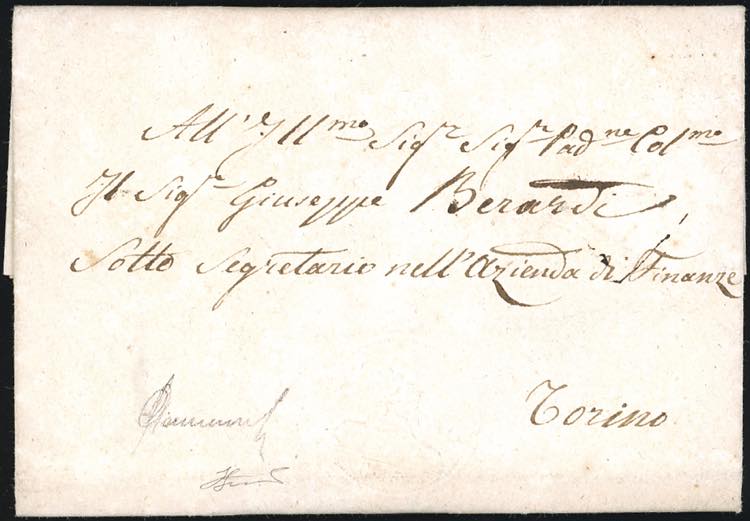 All' Ill.mo Sig.r Sig.r Pad.ne Col.mo
Il Sig.r Giuseppe Berardi,
Sotto Segretario nell'Azienda di Finanze
Torino